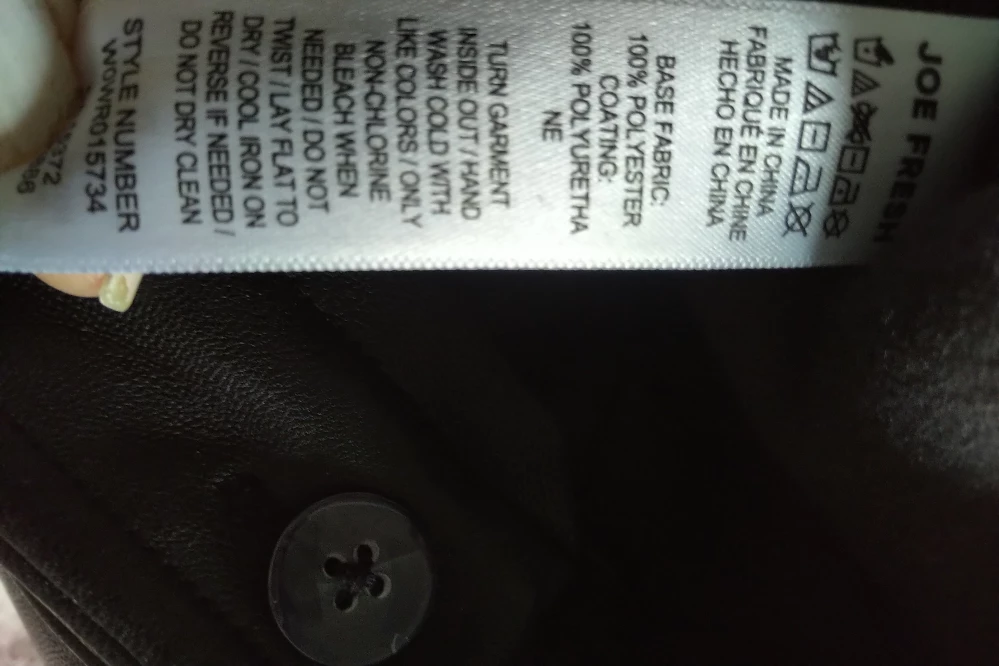 JOE FRESH
MADE IN CHINA
FABRIQUÉ EN CHINE
HECHO EN CHINA
BASE FABRIC:
100% POLYESTER
COATING:
100% POLYURETHA
NE
TURN GARMENT
INSIDE OUT / HAND
WASH COLD WITH
LIKE COLORS / ONLY
NON-CHLORINE
BLEACH WHEN
NEEDED / DO NOT
TWIST / LAY FLAT TO
DRY / COOL IRON ON
REVERSE IF NEEDED /
DO NOT DRY CLEAN
STYLE NUMBER
W0WR015734